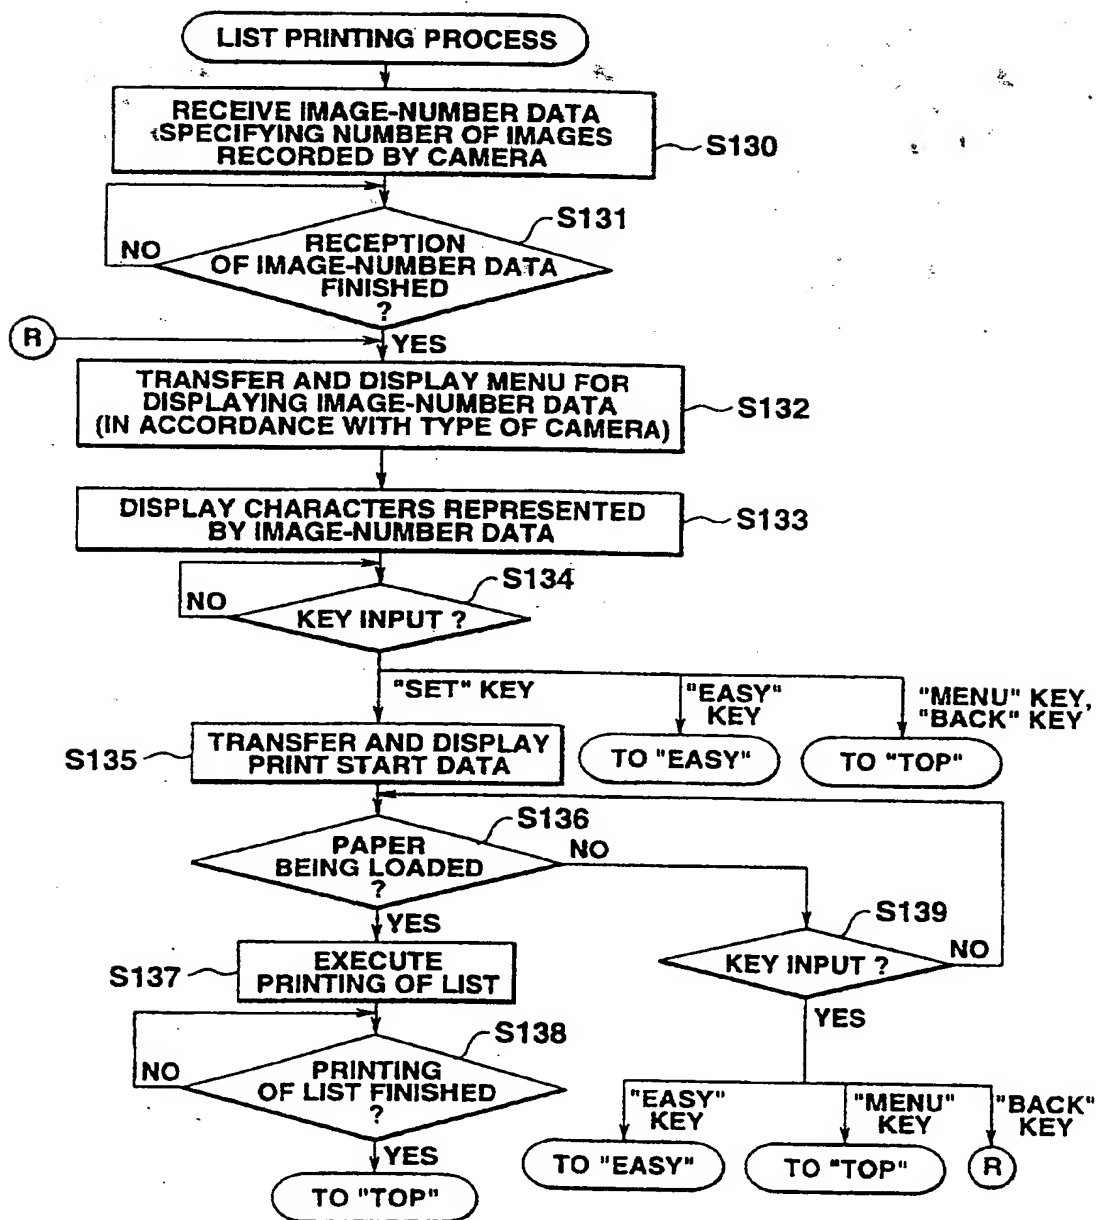 LIST PRINTING PROCESS
RECEIVE IMAGE-NUMBER DATA
(SPECIFYING NUMBER OF IMAGES
RECORDED BY CAMERA
S130
S131
NO
RECEPTION
OF IMAGE-NUMBER DATA
FINISHED
?
R
YES
TRANSFER AND DISPLAY MENU FOR
DISPLAYING IMAGE-NUMBER DATA
(IN ACCORDANCE WITH TYPE OF CAMERA)
S132
DISPLAY CHARACTERS REPRESENTED
BY IMAGE-NUMBER DATA
S133
S134
NO
KEY INPUT ?
"SET" KEY
"EASY"
KEY
"MENU" KEY,
"BACK" KEY
S135
TRANSFER AND DISPLAY
PRINT START DATA
TO "EASY"
TO "TOP"
S136
PAPER
BEING LOADED
?
NO
YES
S139
KEY INPUT ?
NO
YES
S137
EXECUTE
PRINTING OF LIST
S138
NO
PRINTING
OF LIST FINISHED
?
YES
TO "TOP"
"EASY"
KEY
"MENU"
KEY
"BACK"
KEY
TO "EASY"
TO "TOP"
R